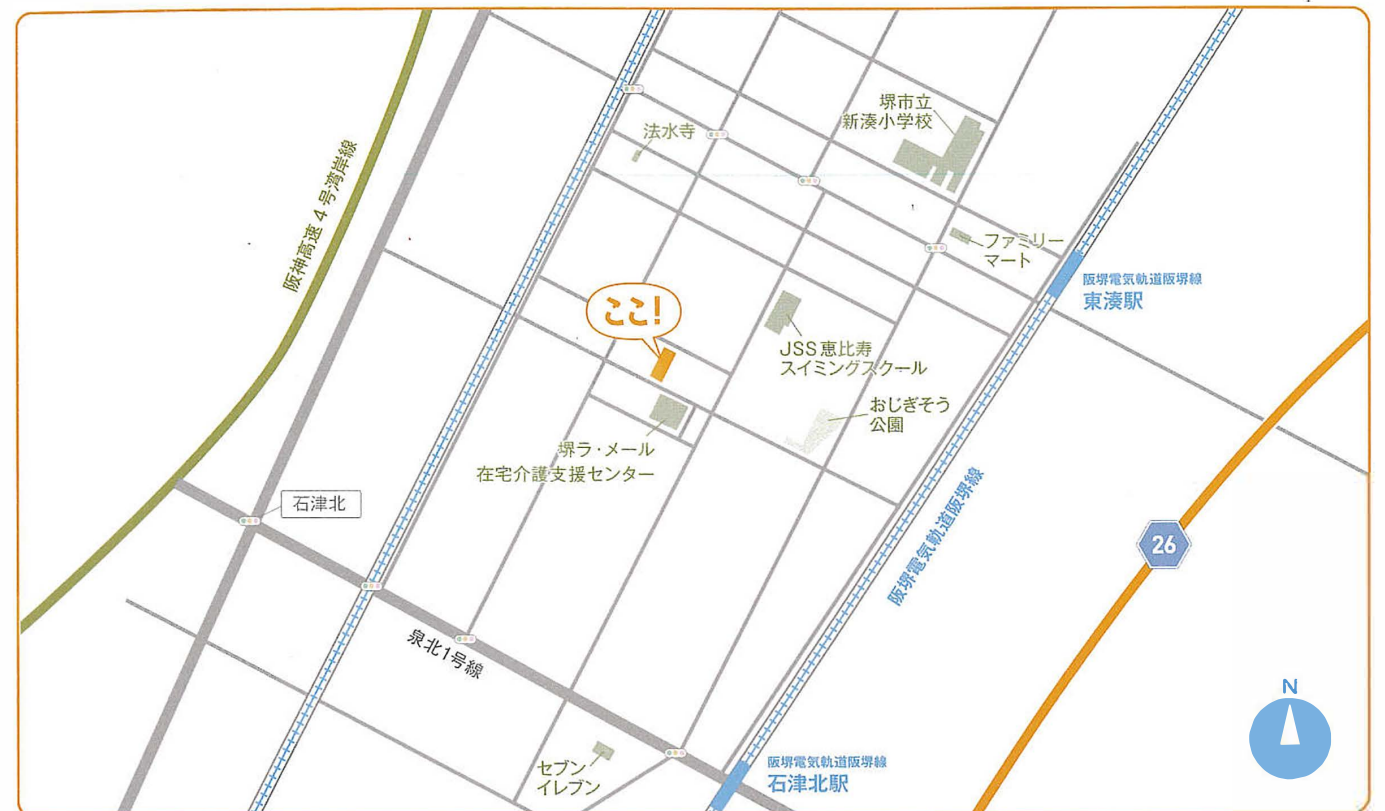 堺市立
新湊小学校
法水寺
阪神高速4号湾岸線
ファミリー
マート
阪堺電気軌道阪堺線
東湊駅
ここ!
JSS恵比寿
スイミングスクール
おじぎそう
公園
堺ラ・メール
在宅介護支援センター
石津北
阪堺電気軌道阪堺線
26
泉北1号線
N
セブン
イレブン
阪堺電気軌道阪堺線
石津北駅